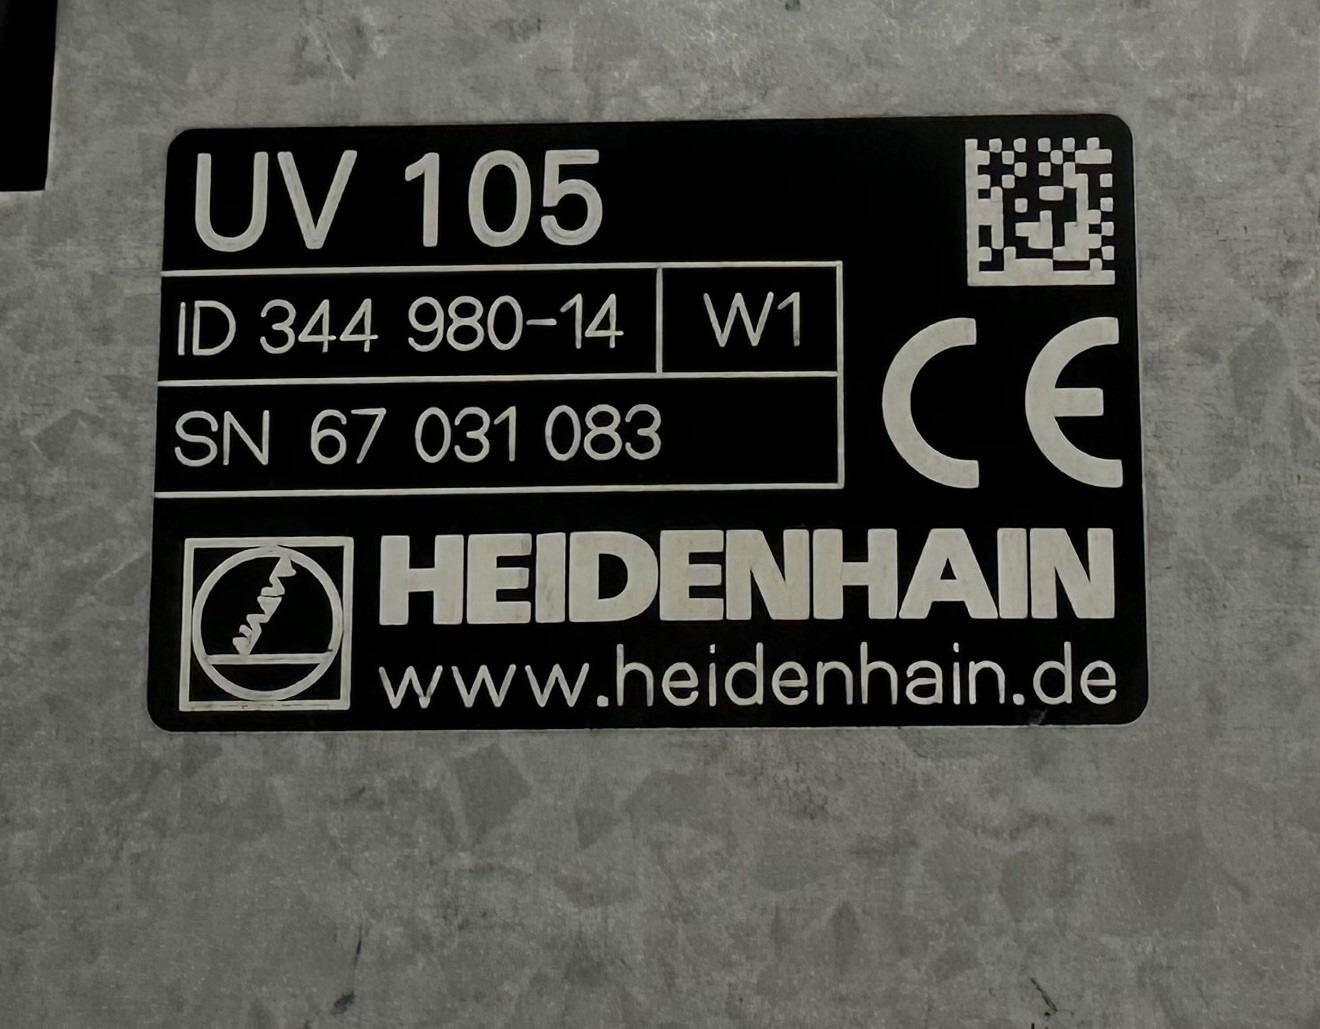 UV 105
ID 344 980-14 W1
SN 67 031 083
CE
HEIDENHAIN
www.heidenhain.de